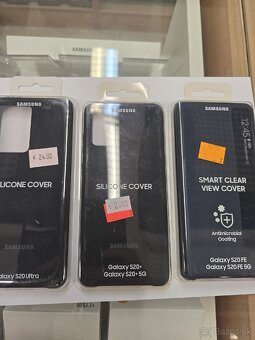 SAMSUNG
€ 24.00
SILICONE COVER
SAMSUNG
Galaxy S20 Ultra
SAMSUNG
SILICONE COVER
SAMSUNG
Galaxy S20+
Galaxy S20+ 5G
SAMSUNG
12:45
SMART CLEAR
VIEW COVER
Antimicrobial
Coating
Galaxy S20 FE
Galaxy S20 FE 5G